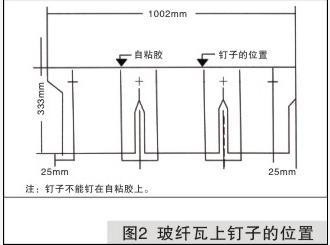 1002mm
自粘胶
钉子的位置
333mm
25mm
25mm
注：钉子不能钉在自粘胶上。
图2 玻纤瓦上钉子的位置